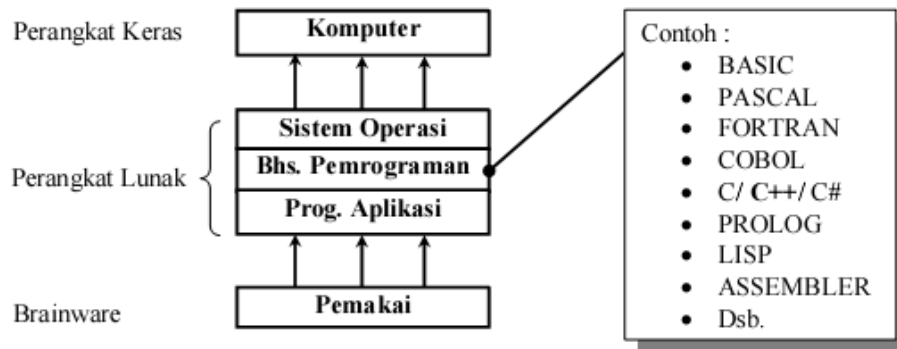 Perangkat Keras
Komputer
Sistem Operasi
Perangkat Lunak
Bhs. Pemrograman
Prog. Aplikasi
Brainware
Pemakai
Contoh :
• BASIC
• PASCAL
• FORTRAN
• COBOL
• C/ C++/ C#
• PROLOG
• LISP
• ASSEMBLER
• Dsb.